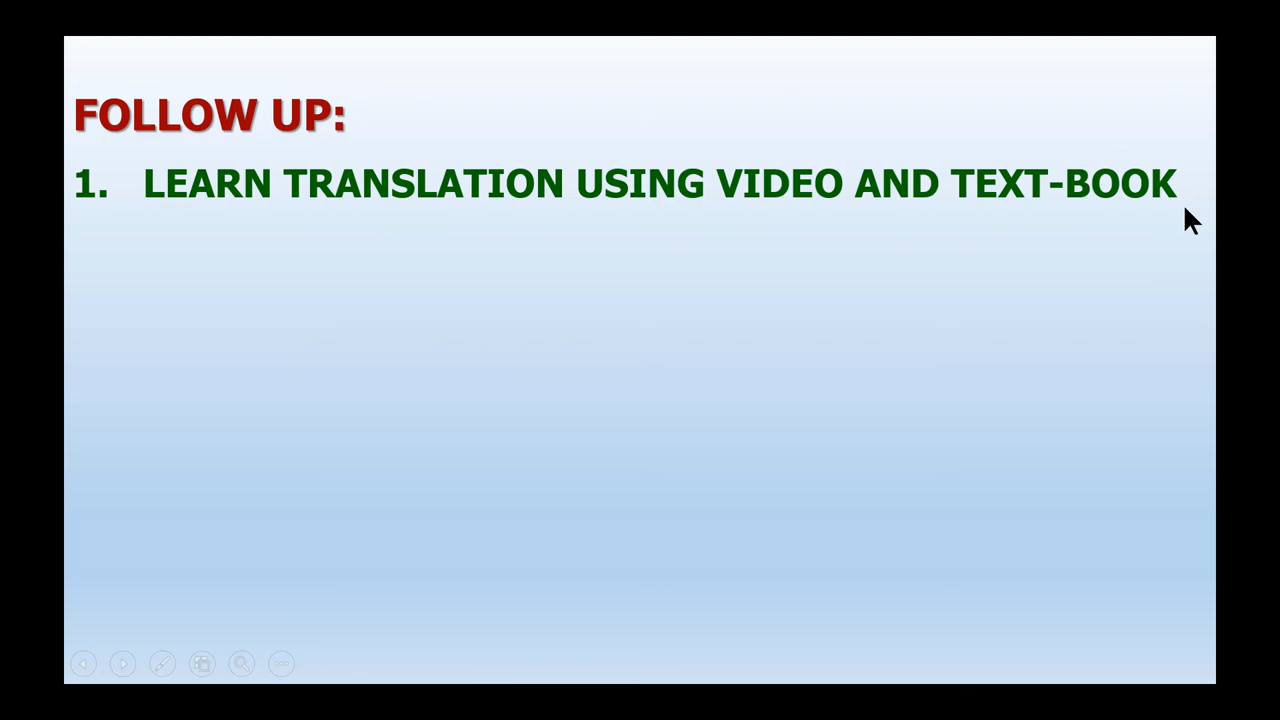 FOLLOW UP:
1. LEARN TRANSLATION USING VIDEO AND TEXT-BOOK